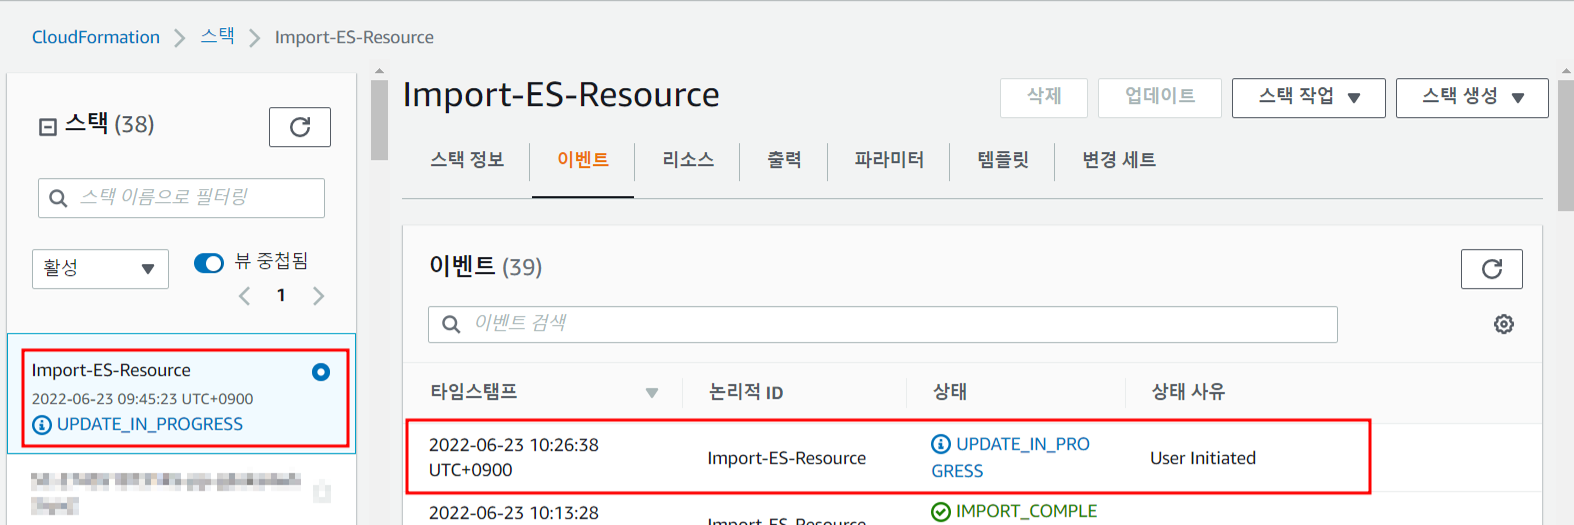 CloudFormation > 스택 > Import-ES-Resource
스택 (38)
스택 이름으로 필터링
활성
뷰 중첩됨
1
Import-ES-Resource
2022-06-23 09:45:23 UTC+0900
UPDATE_IN_PROGRESS
Import-ES-Resource
삭제 업데이트 스택 작업 스택 생성
스택 정보 이벤트 리소스 출력 파라미터 템플릿 변경 세트
이벤트 (39)
이벤트 검색
타임스탬프 논리적 ID 상태 상태 사유
2022-06-23 10:26:38
UTC+0900
Import-ES-Resource
UPDATE_IN_PRO
GRESS
User Initiated
2022-06-23 10:13:28
Import-ES-Resource
IMPORT_COMPLE